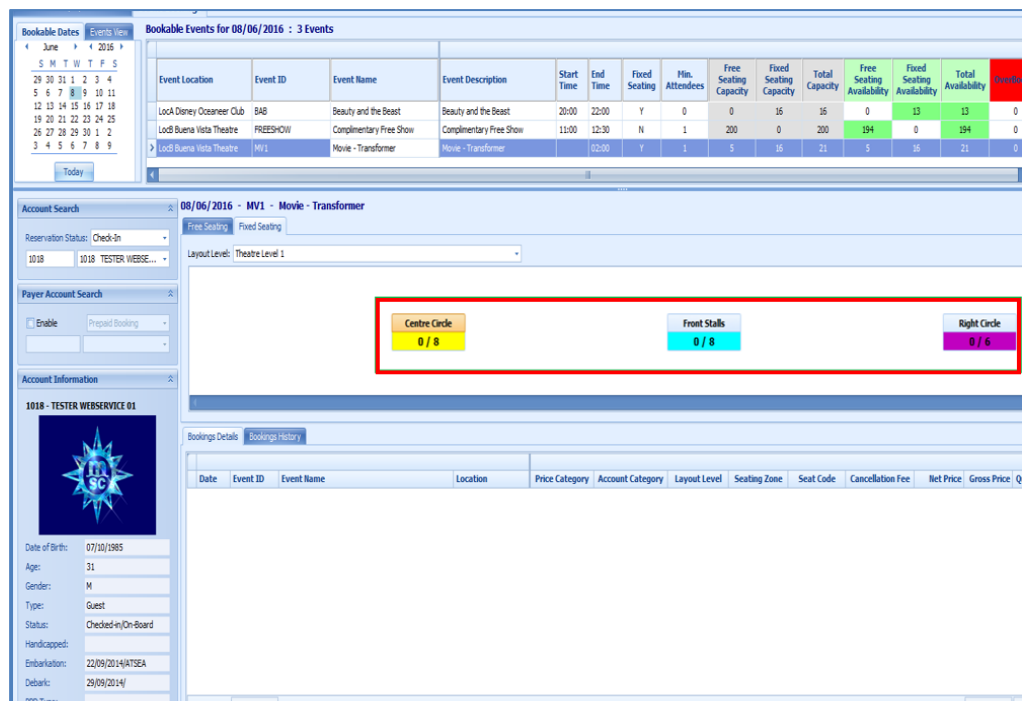 Bookable Dates Events View Bookable Events for 08/06/2016 : 3 Events
June 2016
S M T W T F S
29 30 31 1 2 3 4
5 6 7 8 9 10 11
12 13 14 15 16 17 18
19 20 21 22 23 24 25
26 27 28 29 30 1 2
3 4 5 6 7 8 9
Today
Event Location Event ID Event Name Event Description Start Time End Time Fixed Seating Min. Attendees Free Seating Capacity Fixed Seating Capacity Total Capacity Free Seating Availability Fixed Seating Availability Total Availability
LocA Disney Oceaneer Club BAB Beauty and the Beast Beauty and the Beast 20:00 22:00 Y 0 0 16 16 0 13 13 0
LocB Buena Vista Theatre FREESHOW Complimentary Free Show Complimentary Free Show 11:00 12:30 N 1 200 0 200 194 0 194 0
LocB Buena Vista Theatre MV1 Movie - Transformer Movie - Transformer 02:00 Y 1 5 16 21 5 16 21 0
Account Search
Reservation Status: Check-In
1018 1018 TESTER WEBSE...
Payer Account Search
Enable Prepaid Booking
Account Information
1018 - TESTER WEBSERVICE 01
m
SC
Date of Birth: 07/10/1985
Age: 31
Gender: M
Type: Guest
Status: Checked-in/On-Board
Handicapped:
Embarkation: 22/09/2014/ATSEA
Debark: 29/09/2014/
08/06/2016 - MV1 - Movie - Transformer
Free Seating Fixed Seating
Layout Level: Theatre Level 1
Centre Circle Front Stalls Right Circle
0 / 8 0 / 8 0 / 6
Bookings Details Bookings History
Date Event ID Event Name Location Price Category Account Category Layout Level Seating Zone Seat Code Cancellation Fee Net Price Gross Price